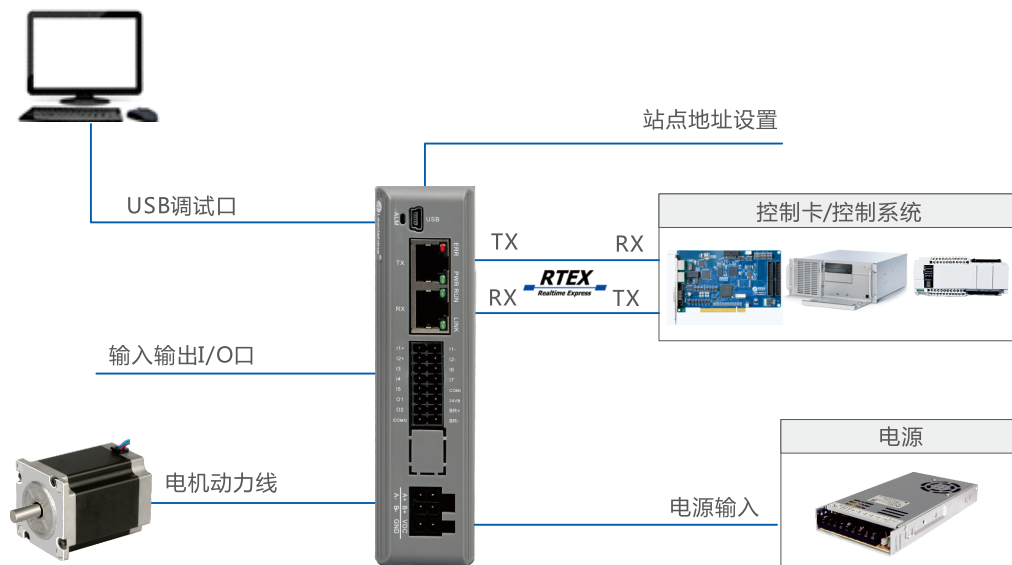 站点地址设置
USB调试口
控制卡/控制系统
ALM
USB
TX
RX
ERR
TX
PWR RUN
RTEX
Realtime Express
RX
TX
RX
LINK
输入输出I/O口
I1+
I1-
I2+
I2-
I3
I6
I4
I7
I5
COMI
O1
24VB
O2
BR+
COMO
BR-
电源
电机动力线
A+ B+ VDC
A- B- GND
电源输入